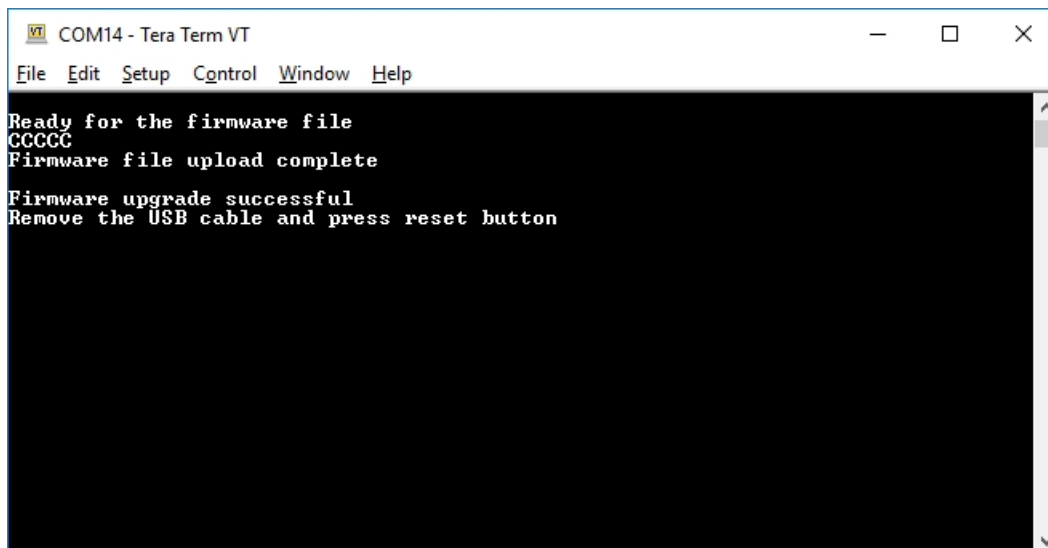 VT COM14 - Tera Term VT
File Edit Setup Control Window Help
Ready for the firmware file
CCCCC
Firmware file upload complete
Firmware upgrade successful
Remove the USB cable and press reset button